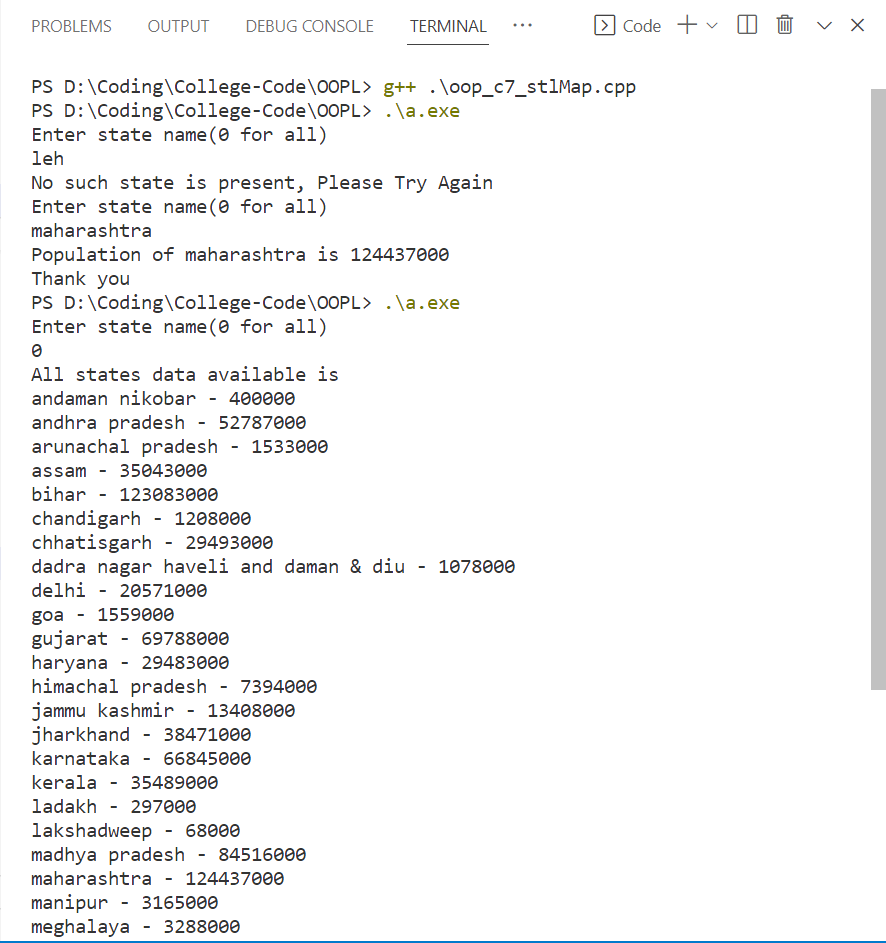 PROBLEMS OUTPUT DEBUG CONSOLE TERMINAL ··· Code
PS D:\Coding\College-Code\OOPL> g++ .\oop_c7_stlMap.cpp
PS D:\Coding\College-Code\OOPL> .\a.exe
Enter state name(0 for all)
leh
No such state is present, Please Try Again
Enter state name(0 for all)
maharashtra
Population of maharashtra is 124437000
Thank you
PS D:\Coding\College-Code\OOPL> .\a.exe
Enter state name(0 for all)
0
All states data available is
andaman nikobar - 400000
andhra pradesh - 52787000
arunachal pradesh - 1533000
assam - 35043000
bihar - 123083000
chandigarh - 1208000
chhatisgarh - 29493000
dadra nagar haveli and daman & diu - 1078000
delhi - 20571000
goa - 1559000
gujarat - 69788000
haryana - 29483000
himachal pradesh - 7394000
jammu kashmir - 13408000
jharkhand - 38471000
karnataka - 66845000
kerala - 35489000
ladakh - 297000
lakshadweep - 68000
madhya pradesh - 84516000
maharashtra - 124437000
manipur - 3165000
meghalaya - 3288000